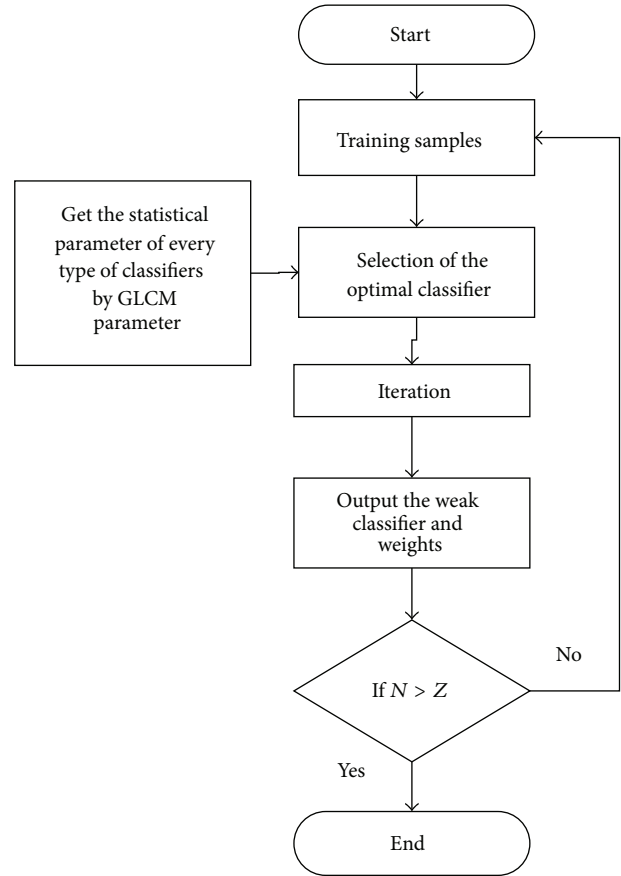 Start
Training samples
Get the statistical
parameter of every
type of classifiers
by GLCM
parameter
Selection of the
optimal classifier
Iteration
Output the weak
classifier and
weights
If N > Z
No
Yes
End